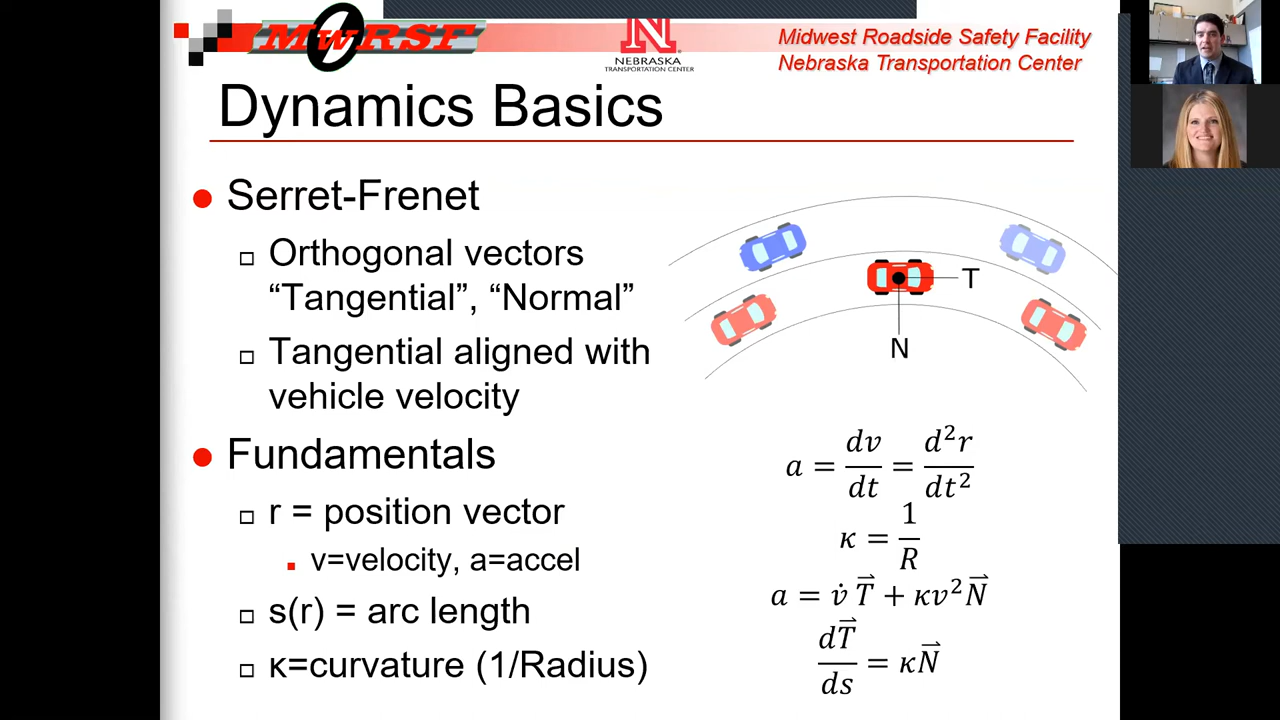 MwRSF
N
NEBRASKA
TRANSPORTATION CENTER
Midwest Roadside Safety Facility
Nebraska Transportation Center
Dynamics Basics
Serret-Frenet
Orthogonal vectors
“Tangential”, “Normal”
Tangential aligned with
vehicle velocity
Fundamentals
r = position vector
v=velocity, a=accel
s(r) = arc length
κ=curvature (1/Radius)
T
N
a = dv/dt = d²r/dt²
κ = 1/R
a = v̇ T⃗ + κv² N⃗
dT⃗/ds = κN⃗